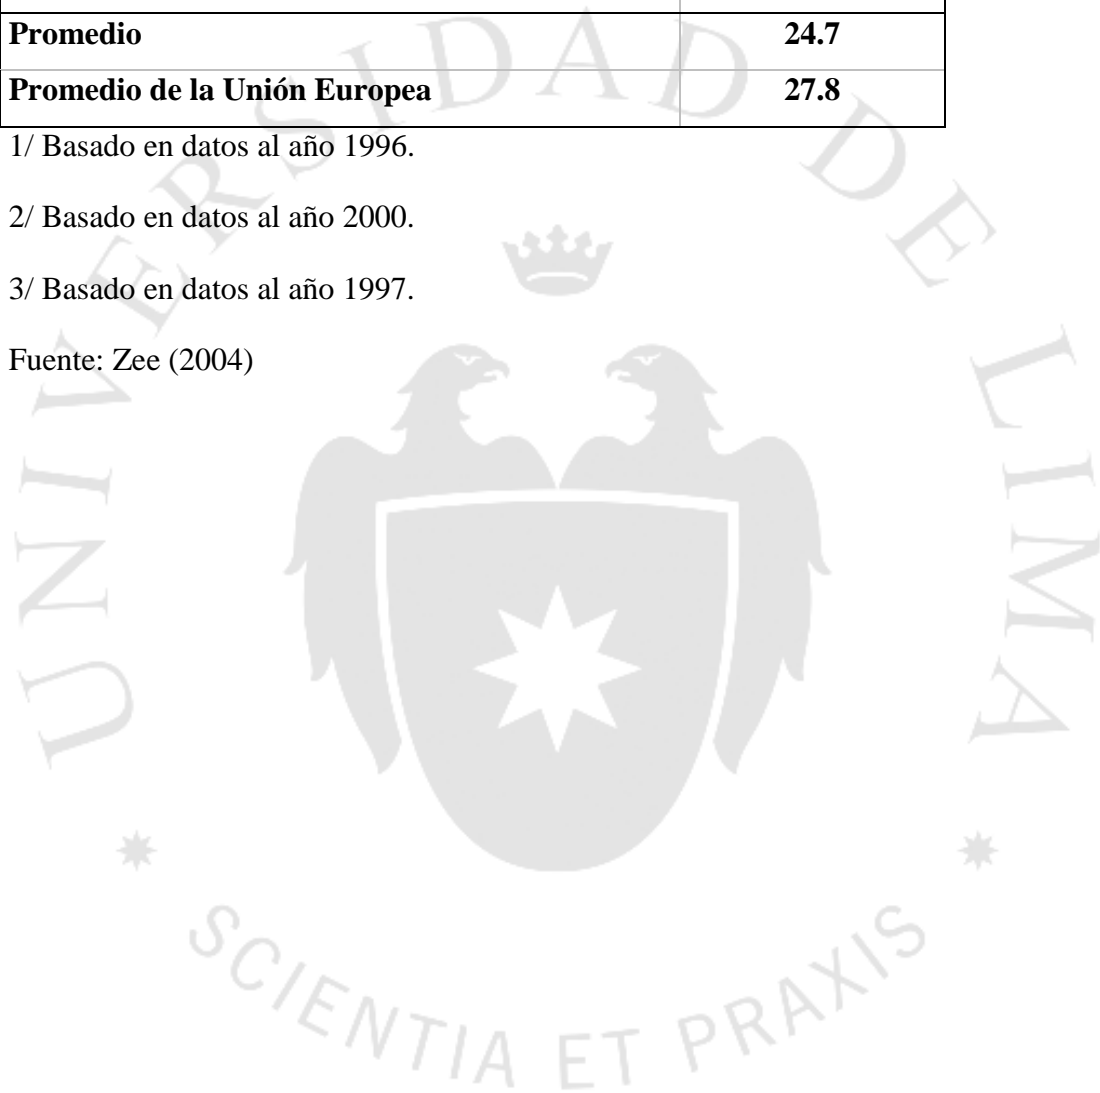 Promedio 24.7
Promedio de la Unión Europea 27.8
1/ Basado en datos al año 1996.
2/ Basado en datos al año 2000.
3/ Basado en datos al año 1997.
Fuente: Zee (2004)
UNIVERSIDAD DE LIMA
SCIENTIA ET PRAXIS